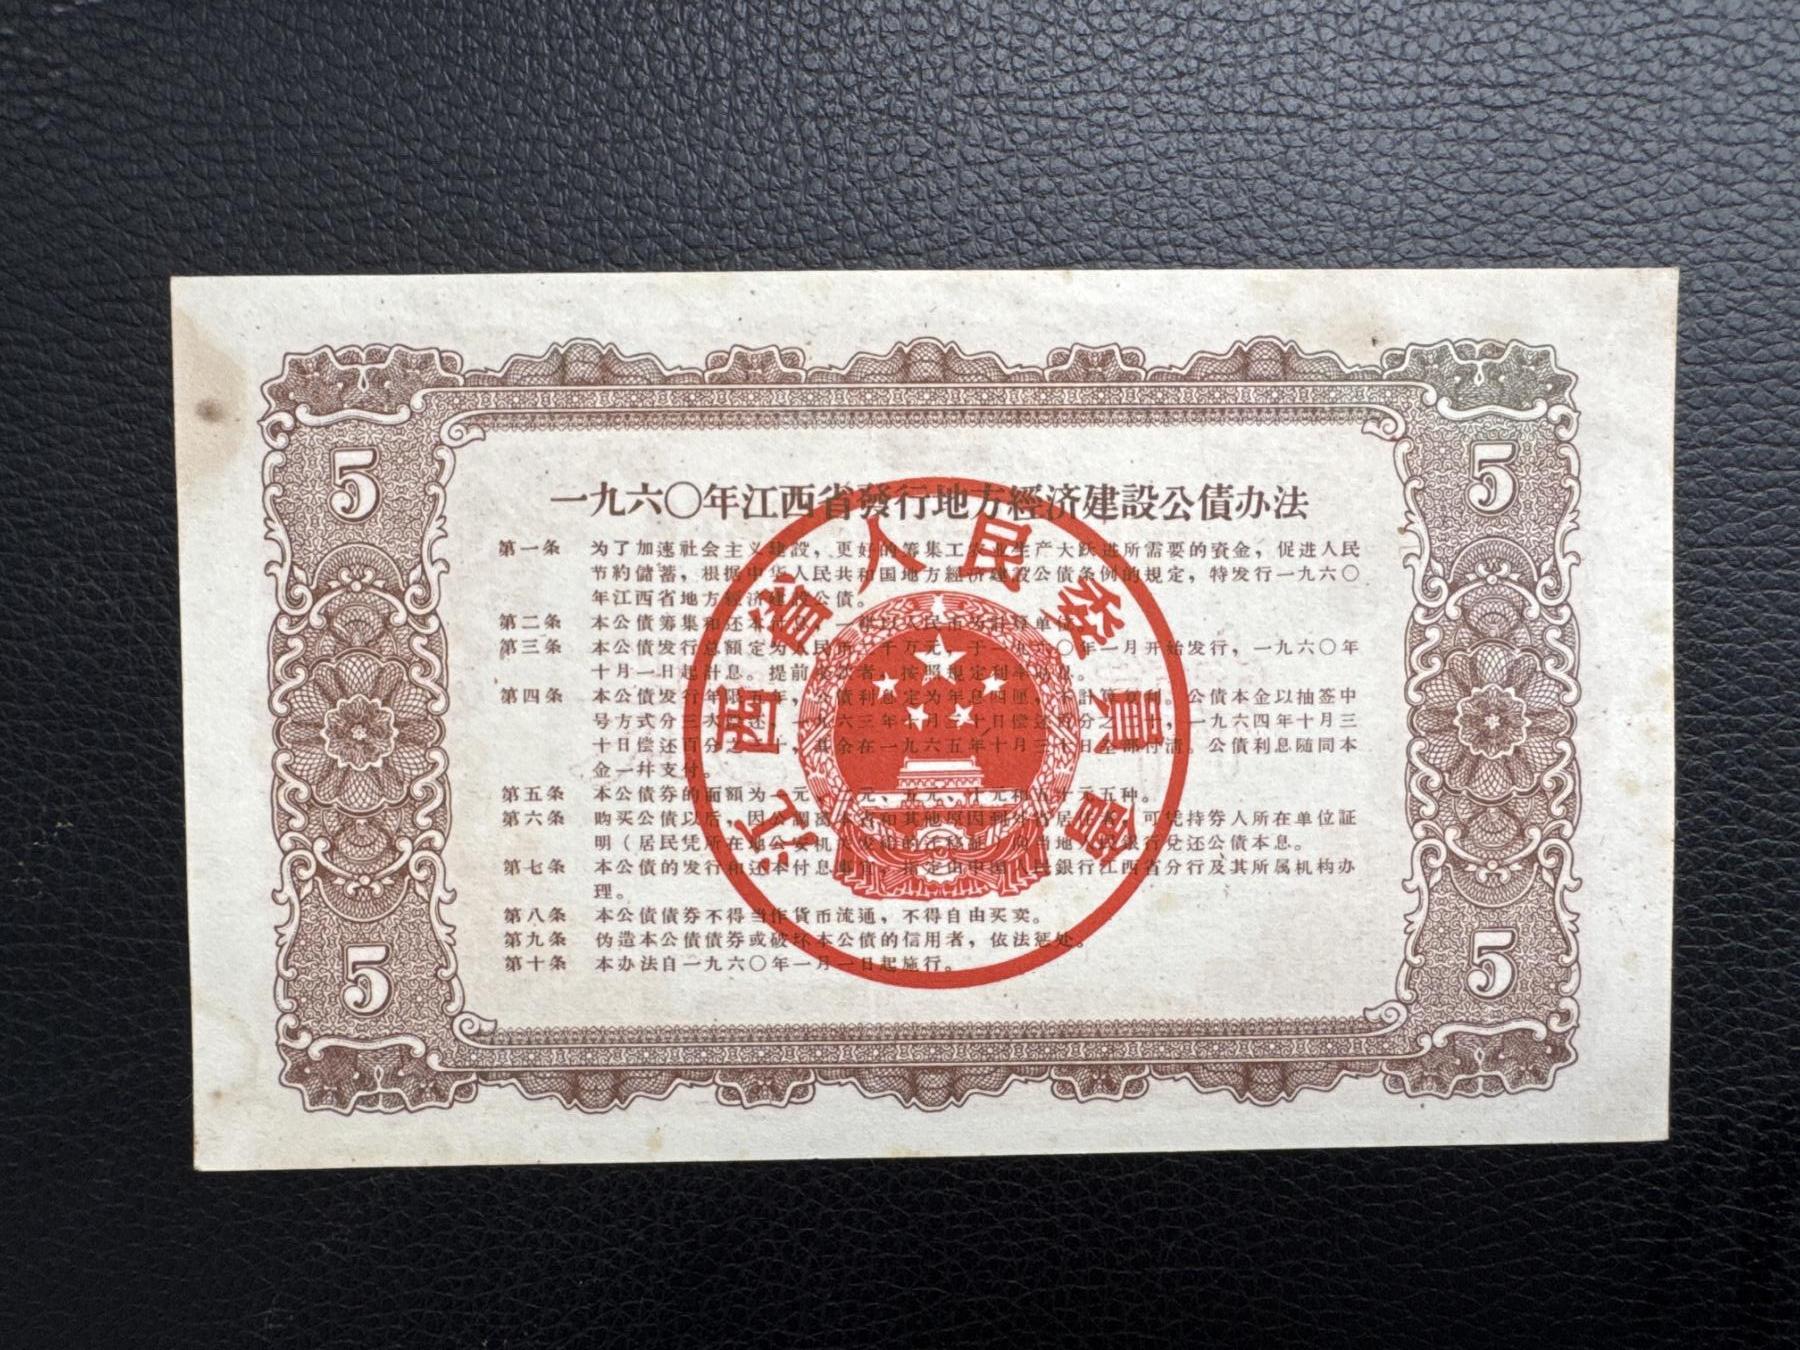 5
5
一九六〇年江西省發行地方經济建設公債办法
第一条 为了加速社会主义建設，更好的筹集工农业生产大跃进所需要的資金，促进人民
节約儲蓄，根据中华人民共和国地方經济建設公債条例的規定，特发行一九六〇
年江西省地方經济建設公債。
第二条 本公債筹集和还本付息，一律以人民币为計算单位。
第三条 本公債发行总額定为人民币 千万元，于一九六〇年一月开始发行，一九六〇年
十月一日起計息。提前 者，按照規定利率 息。
第四条 本公債发行年限五年，公債利息定为年息四厘，不計算复利。公債本金以抽签中
号方式分三次偿还，一九六三年十月三十日偿还百分之 十，一九六四年十月三
十日偿还百分之 十，其余在一九六五年十月三十日全部付清。公債利息随同本
金一并支付。
第五条 本公債券的面額为一元、 元、五元、十元和五十元五种。
第六条 购买公債以后，因公調离本省和其他原因到外省居住者，可凭持券人所在单位証
明（居民凭所在地公安机关发給的迁移証）向当地人民銀行兑还公債本息。
第七条 本公債的发行和还本付息事宜，指定由中国人民銀行江西省分行及其所属机构办
理。
第八条 本公債債券不得当作貨币流通，不得自由买卖。
第九条 伪造本公債債券或破坏本公債的信用者，依法惩处。
第十条 本办法自一九六〇年一月一日起施行。
江西省人民委員會
5
5